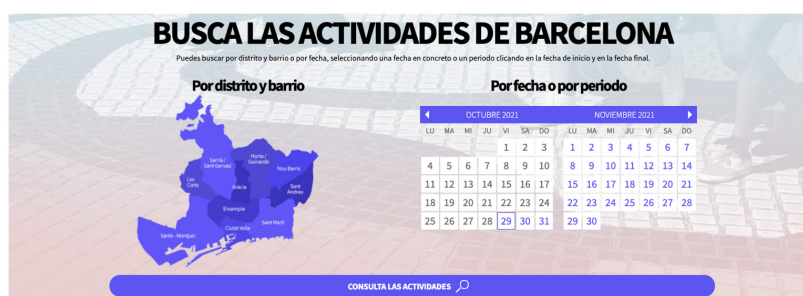 BUSCA LAS ACTIVIDADES DE BARCELONA
Puedes buscar por distrito y barrio o por fecha, seleccionando una fecha en concreto o un periodo clicando en la fecha de inicio y en la fecha final.
Por distrito y barrio
Sarrià /
Sant Gervasi
Horta /
Guinardo
Nou Barris
Les
Corts
Gràcia
Sant
Andreu
Eixample
Sant Martí
Ciutat Vella
Sants - Montjuïc
Por fecha o por periodo
OCTUBRE 2021
LU MA MI JU VI SA DO
1 2 3
4 5 6 7 8 9 10
11 12 13 14 15 16 17
18 19 20 21 22 23 24
25 26 27 28 29 30 31
NOVIEMBRE 2021
LU MA MI JU VI SA DO
1 2 3 4 5 6 7
8 9 10 11 12 13 14
15 16 17 18 19 20 21
22 23 24 25 26 27 28
29 30
CONSULTA LAS ACTIVIDADES